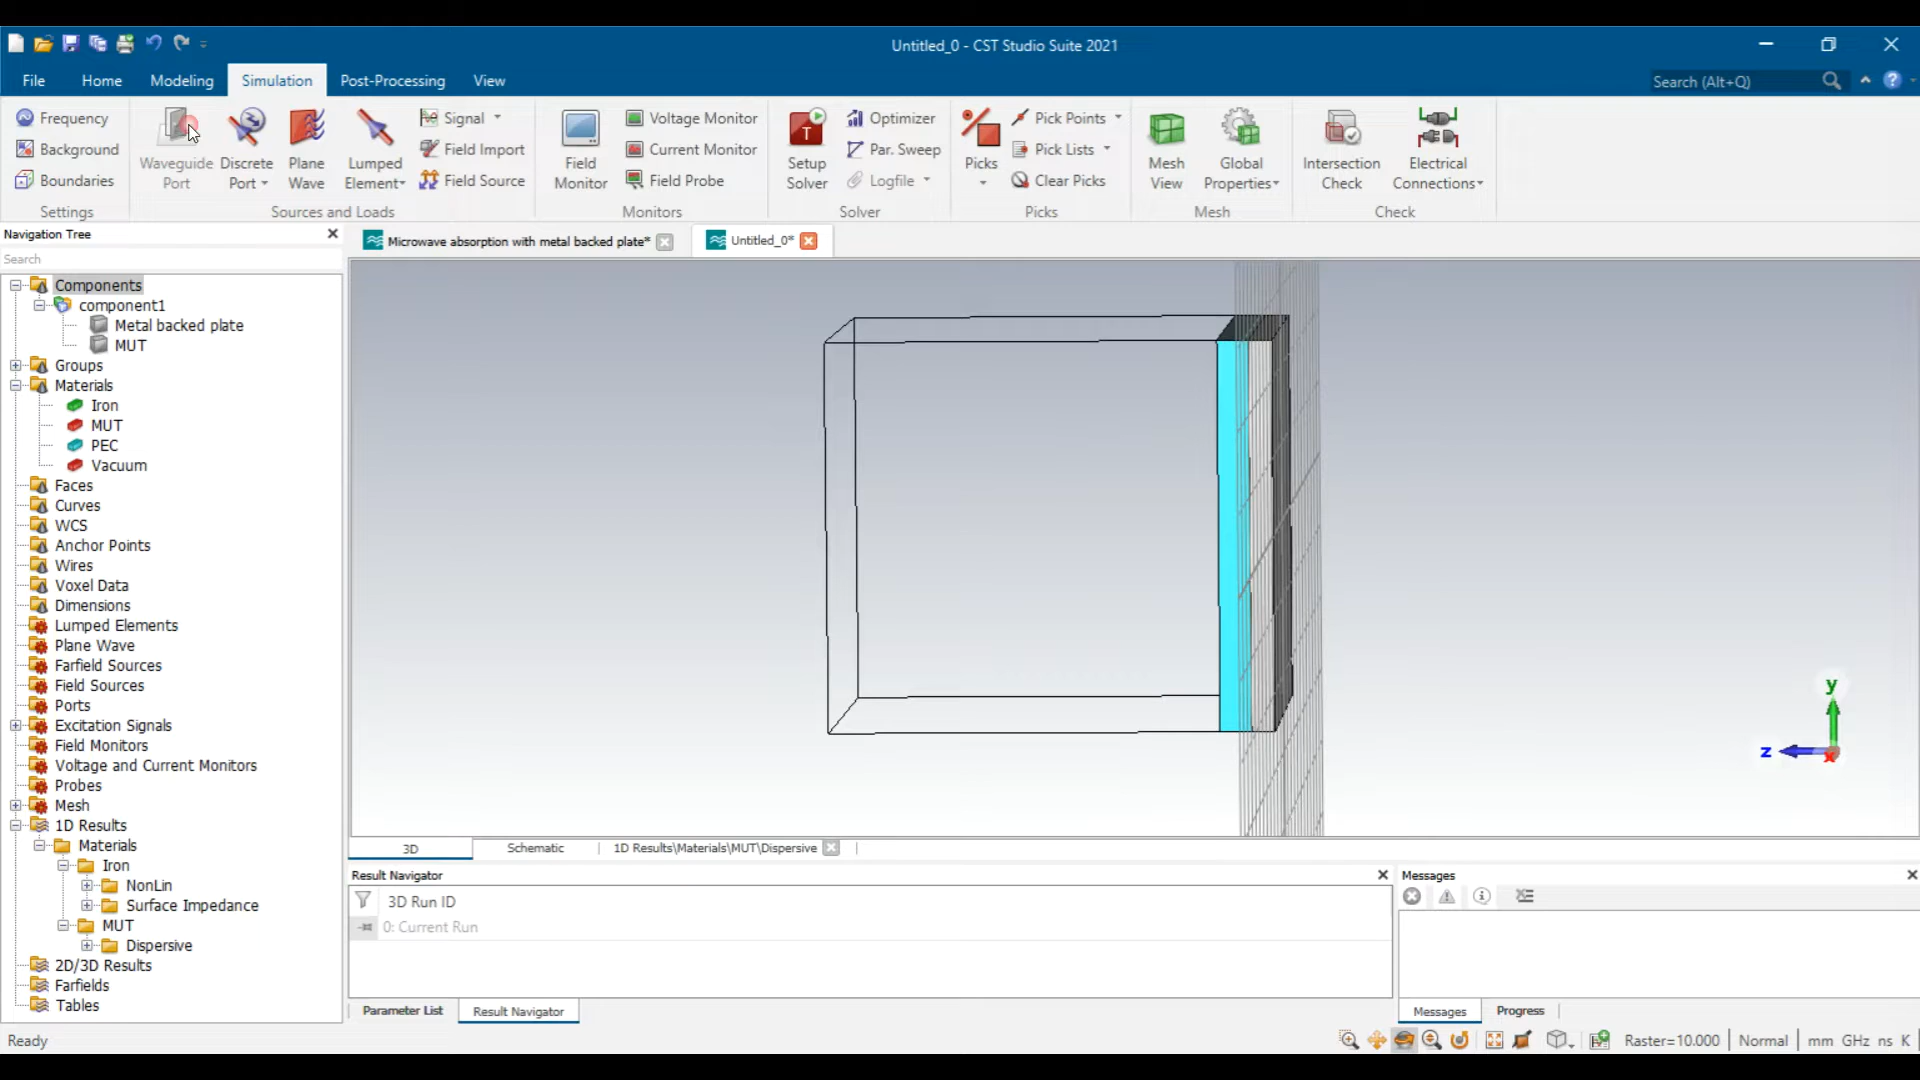 Untitled_0 - CST Studio Suite 2021
File Home Modeling Simulation Post-Processing View Search (Alt+Q)
Frequency
Background
Boundaries
Settings
Waveguide Port
Discrete Port
Plane Wave
Lumped Element
Signal
Field Import
Field Source
Sources and Loads
Field Monitor
Voltage Monitor
Current Monitor
Field Probe
Monitors
T
Setup Solver
Optimizer
Par. Sweep
Logfile
Solver
Picks
Pick Points
Pick Lists
Clear Picks
Picks
Mesh View
Global Properties
Mesh
Intersection Check
Electrical Connections
Check
Navigation Tree
Search
Components
component1
Metal backed plate
MUT
Groups
Materials
Iron
MUT
PEC
Vacuum
Faces
Curves
WCS
Anchor Points
Wires
Voxel Data
Dimensions
Lumped Elements
Plane Wave
Farfield Sources
Field Sources
Ports
Excitation Signals
Field Monitors
Voltage and Current Monitors
Probes
Mesh
1D Results
Materials
Iron
NonLin
Surface Impedance
MUT
Dispersive
2D/3D Results
Farfields
Tables
Microwave absorption with metal backed plate* Untitled_0*
y
z
x
3D Schematic 1D Results\Materials\MUT\Dispersive
Result Navigator
3D Run ID
0: Current Run
Parameter List Result Navigator
Messages
Messages Progress
Ready
Raster=10.000 Normal mm GHz ns K